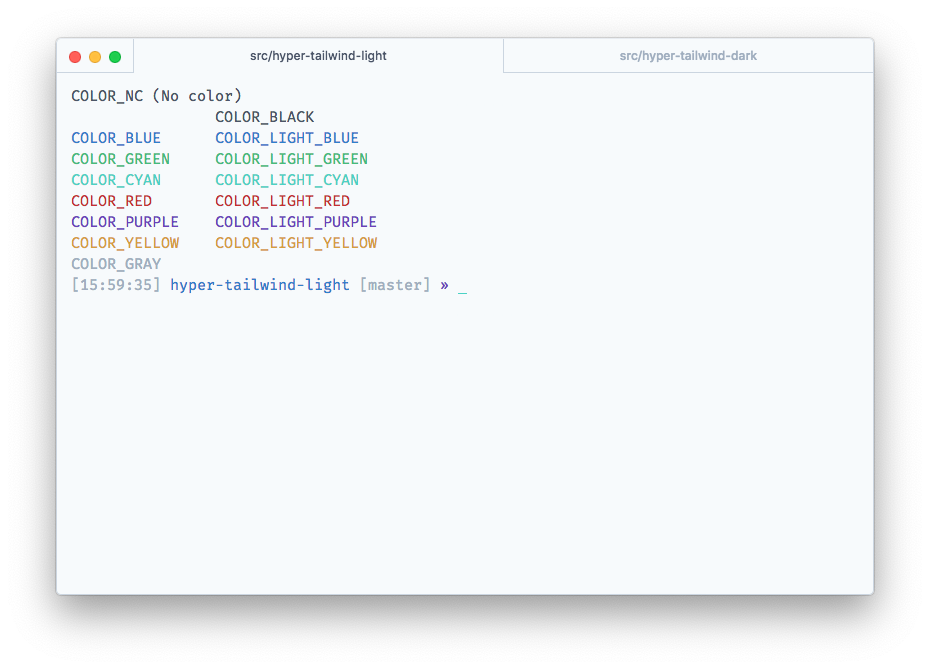 src/hyper-tailwind-light src/hyper-tailwind-dark
COLOR_NC (No color)
COLOR_BLACK
COLOR_BLUE COLOR_LIGHT_BLUE
COLOR_GREEN COLOR_LIGHT_GREEN
COLOR_CYAN COLOR_LIGHT_CYAN
COLOR_RED COLOR_LIGHT_RED
COLOR_PURPLE COLOR_LIGHT_PURPLE
COLOR_YELLOW COLOR_LIGHT_YELLOW
COLOR_GRAY
[15:59:35] hyper-tailwind-light [master] » _